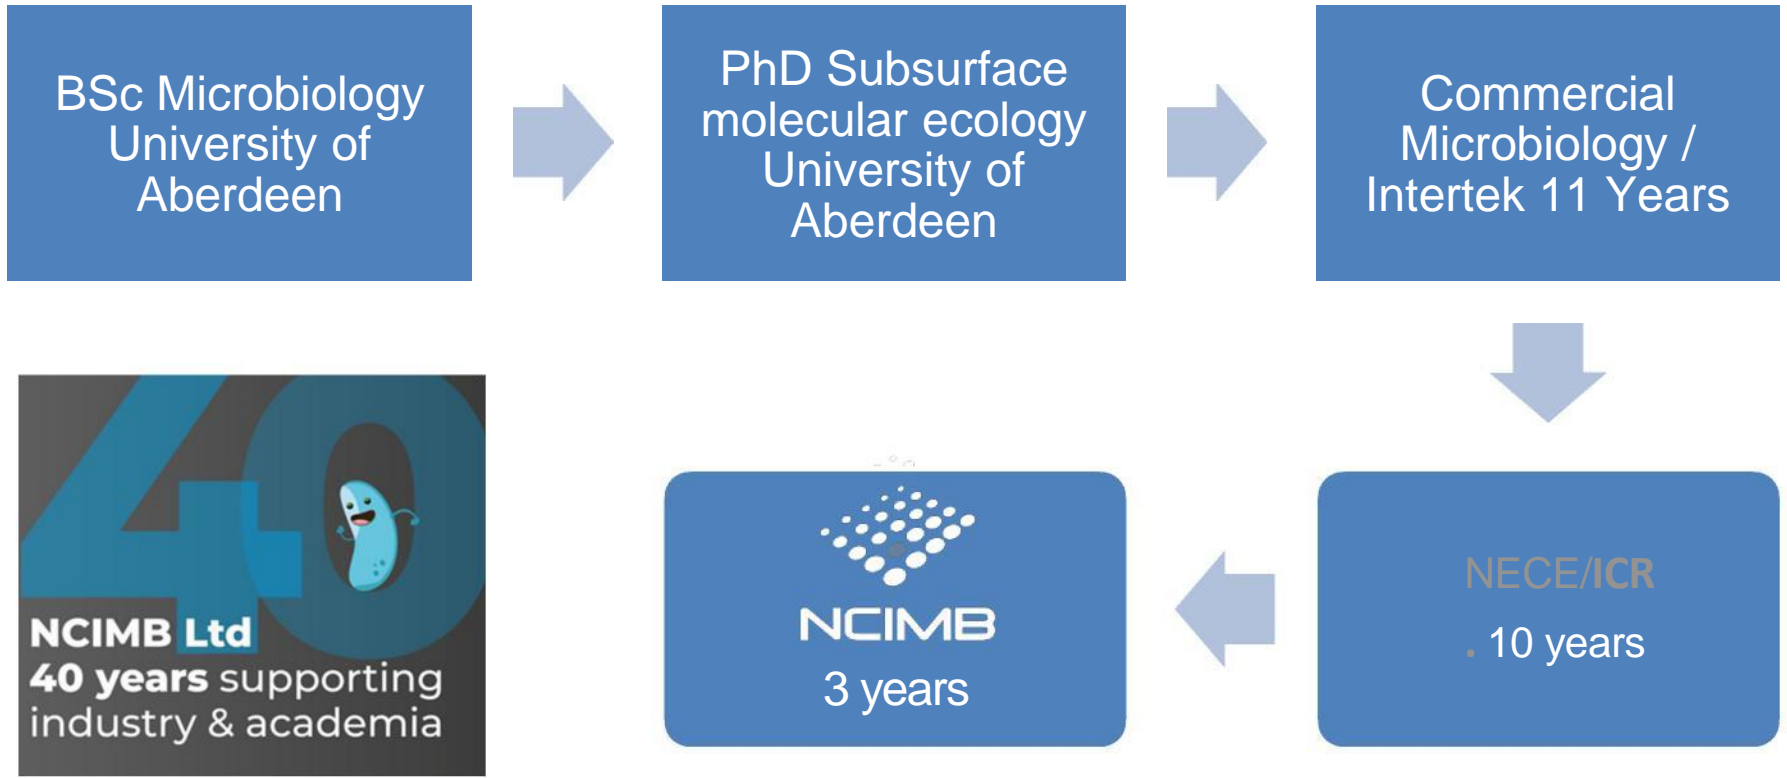 BSc Microbiology
University of
Aberdeen
PhD Subsurface
molecular ecology
University of
Aberdeen
Commercial
Microbiology /
Intertek 11 Years
NECE/ICR
. 10 years
NCIMB
3 years
40
NCIMB Ltd
40 years supporting
industry & academia